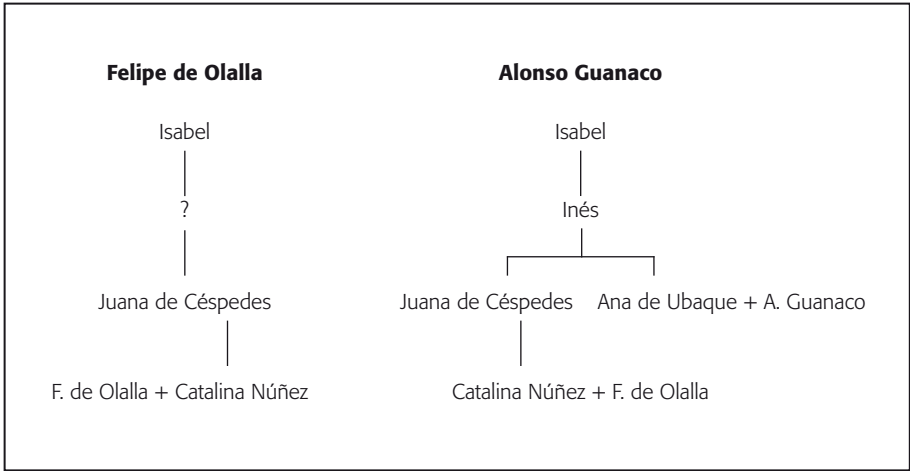 Felipe de Olalla
Isabel
?
Juana de Céspedes
F. de Olalla + Catalina Núñez
Alonso Guanaco
Isabel
Inés
Juana de Céspedes
Ana de Ubaque + A. Guanaco
Catalina Núñez + F. de Olalla